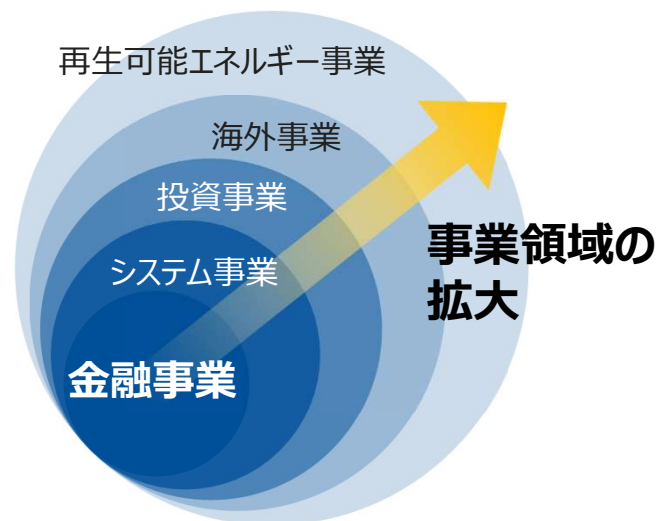 再生可能エネルギー事業
海外事業
投資事業
システム事業
金融事業
事業領域の
拡大